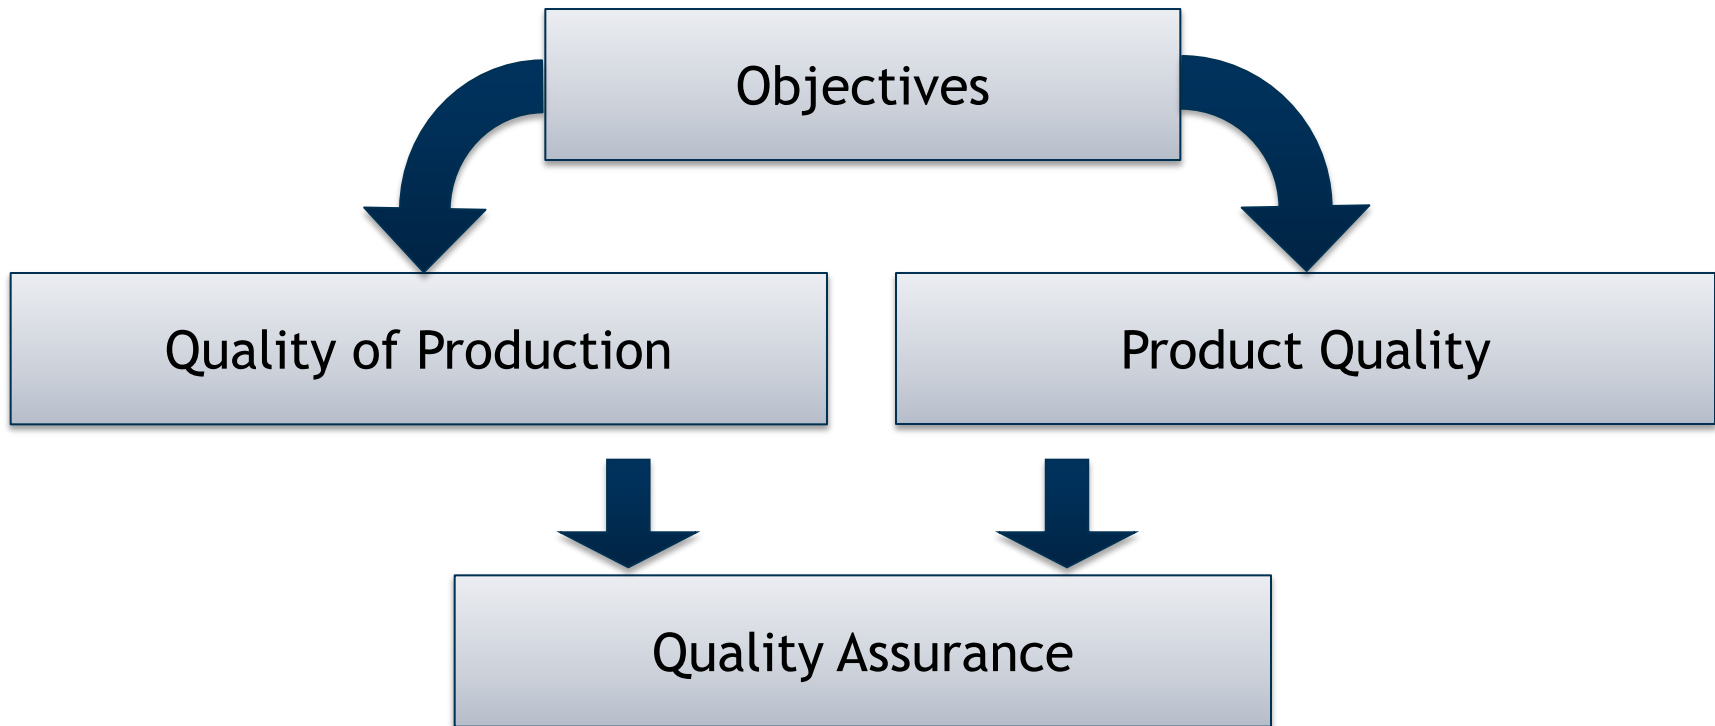 Objectives
Quality of Production
Product Quality
Quality Assurance